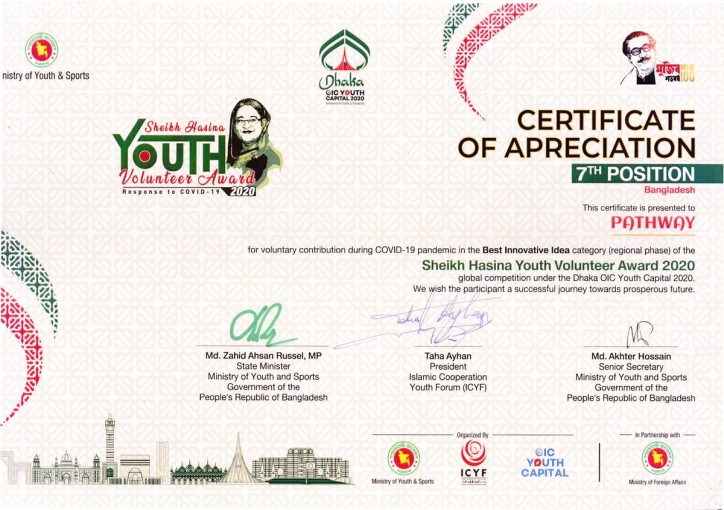 nistry of Youth & Sports
Dhaka
OIC YOUTH
CAPITAL 2020
মুজিব
শতবর্ষ 100
Sheikh Hasina
YOUTH
Volunteer Award
Response to COVID-19 2020
CERTIFICATE
OF APRECIATION
7TH POSITION
Bangladesh
This certificate is presented to
PATHWAY
for voluntary contribution during COVID-19 pandemic in the Best Innovative Idea category (regional phase) of the
Sheikh Hasina Youth Volunteer Award 2020
global competition under the Dhaka OIC Youth Capital 2020.
We wish the participant a successful journey towards prosperous future.
Md. Zahid Ahsan Russel, MP
State Minister
Ministry of Youth and Sports
Government of the
People's Republic of Bangladesh
Taha Ayhan
President
Islamic Cooperation
Youth Forum (ICYF)
Md. Akhter Hossain
Senior Secretary
Ministry of Youth and Sports
Government of the
People's Republic of Bangladesh
Organized By
Ministry of Youth & Sports
ICYF
OIC
YOUTH
CAPITAL
In Partnership with
Ministry of Foreign Affairs